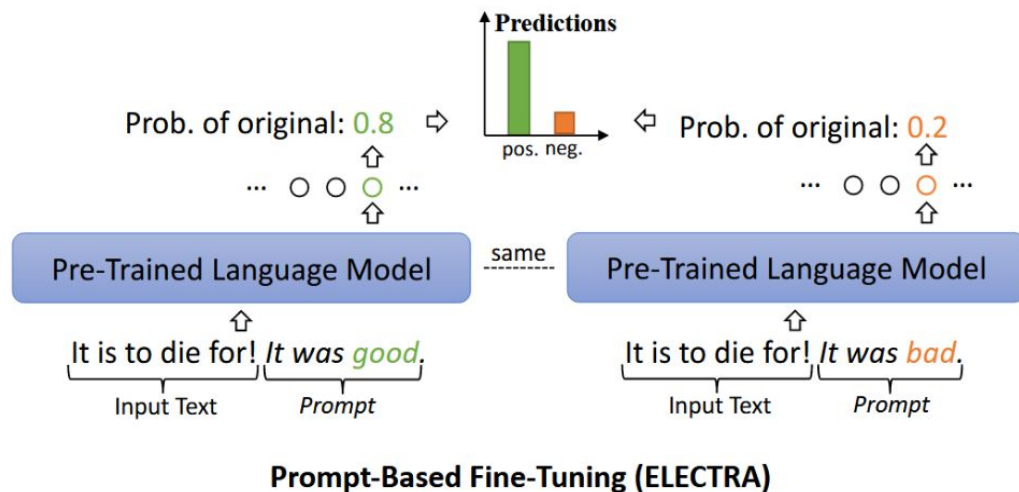 Predictions
Prob. of original: 0.8
Prob. of original: 0.2
pos. neg.
... ...
... ...
Pre-Trained Language Model
same
Pre-Trained Language Model
It is to die for! It was good.
It is to die for! It was bad.
Input Text
Prompt
Input Text
Prompt
Prompt-Based Fine-Tuning (ELECTRA)